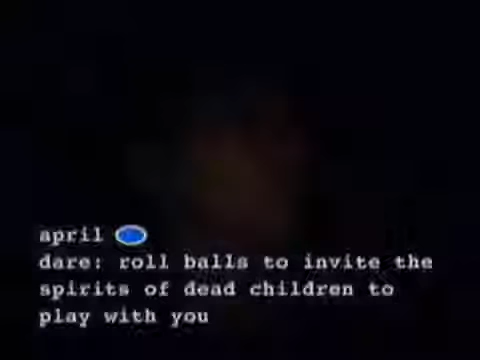 april
dare: roll balls to invite the
spirits of dead children to
play with you